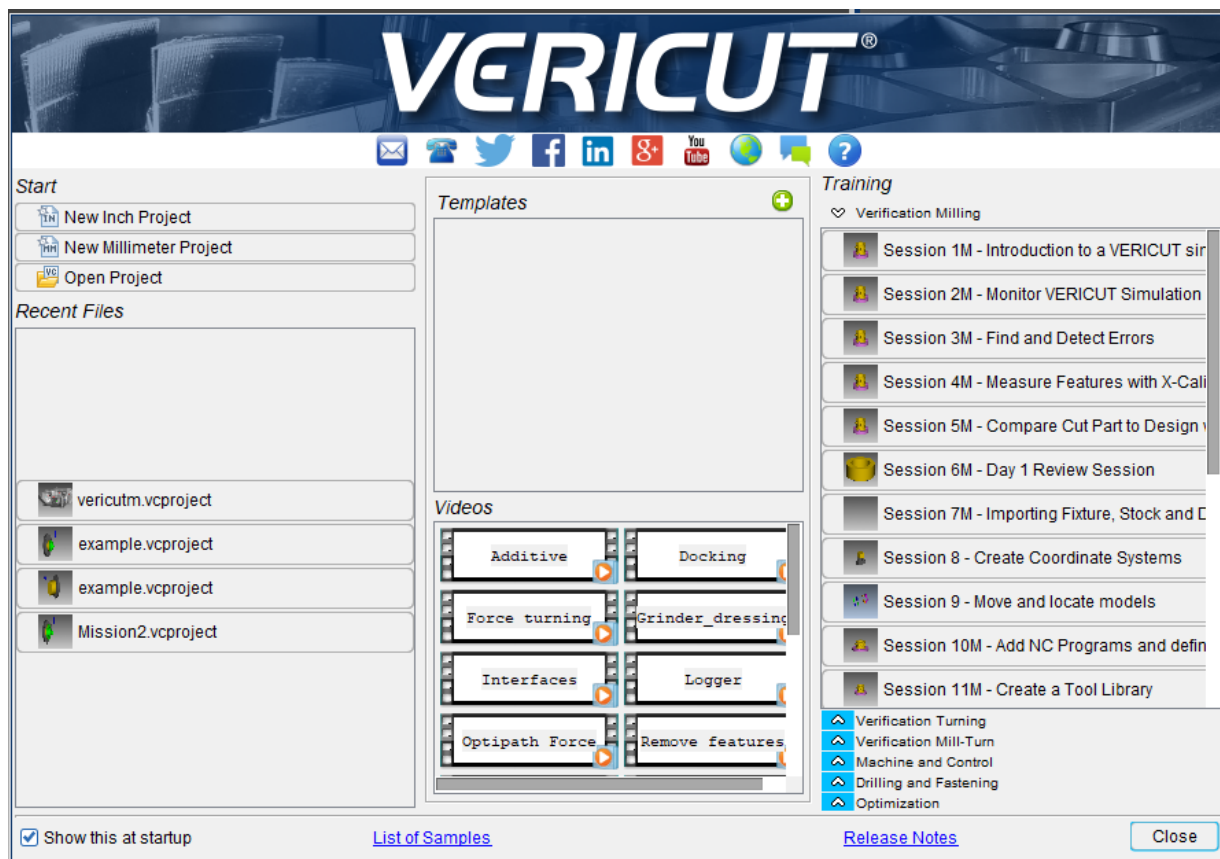 VERICUT®
You
Tube
Start
New Inch Project
New Millimeter Project
Open Project
Recent Files
vericutm.vcproject
example.vcproject
example.vcproject
Mission2.vcproject
Templates
Videos
Additive
Docking
Force turning
Grinder_dressing
Interfaces
Logger
Optipath Force
Remove features
Training
Verification Milling
Session 1M - Introduction to a VERICUT sir
Session 2M - Monitor VERICUT Simulation
Session 3M - Find and Detect Errors
Session 4M - Measure Features with X-Cali
Session 5M - Compare Cut Part to Design
Session 6M - Day 1 Review Session
Session 7M - Importing Fixture, Stock and D
Session 8 - Create Coordinate Systems
Session 9 - Move and locate models
Session 10M - Add NC Programs and defin
Session 11M - Create a Tool Library
Verification Turning
Verification Mill-Turn
Machine and Control
Drilling and Fastening
Optimization
Show this at startup
List of Samples
Release Notes
Close